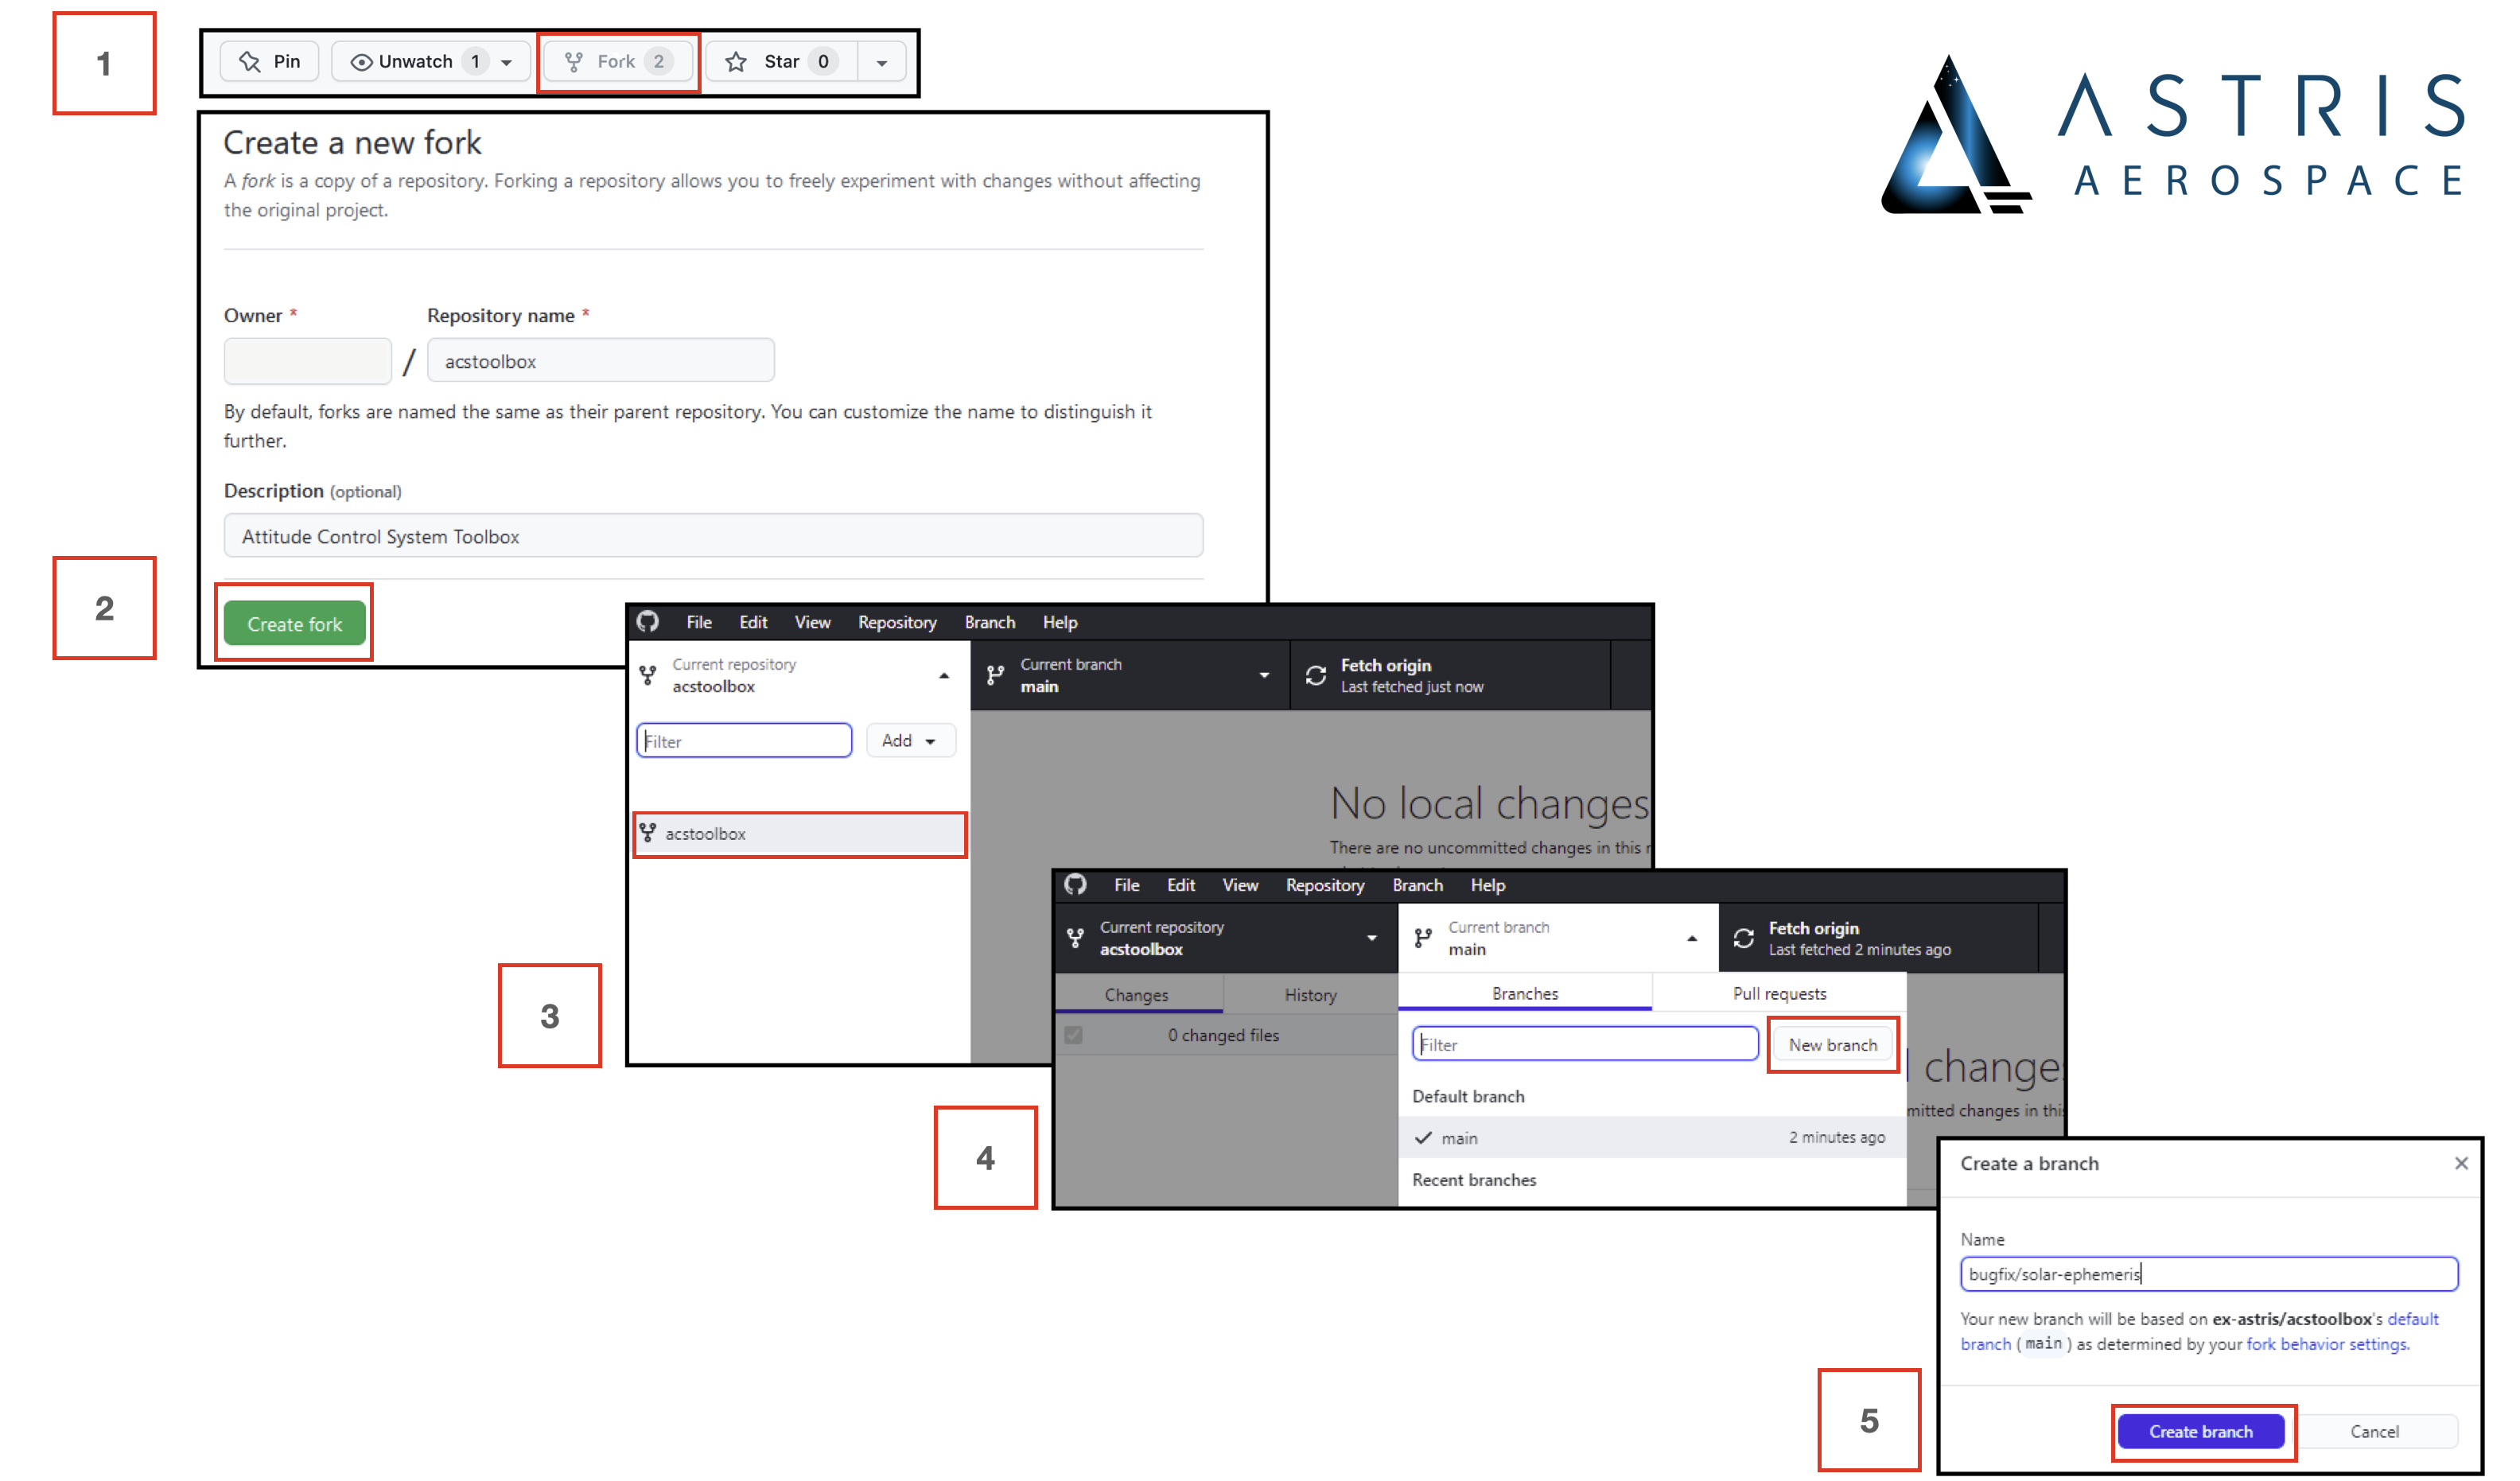 1
Pin
Unwatch 1
Fork 2
Star 0
ASTRIS
AEROSPACE
Create a new fork
A fork is a copy of a repository. Forking a repository allows you to freely experiment with changes without affecting
the original project.
Owner *
Repository name *
/
acstoolbox
By default, forks are named the same as their parent repository. You can customize the name to distinguish it
further.
Description (optional)
Attitude Control System Toolbox
2
Create fork
File Edit View Repository Branch Help
Current repository
acstoolbox
Current branch
main
Fetch origin
Last fetched just now
Filter
Add
acstoolbox
No local changes
There are no uncommitted changes in this
3
File Edit View Repository Branch Help
Current repository
acstoolbox
Current branch
main
Fetch origin
Last fetched 2 minutes ago
Changes
History
Branches
Pull requests
0 changed files
Filter
New branch
Default branch
main
2 minutes ago
Recent branches
changes
mitted changes in this
4
Create a branch
Name
bugfix/solar-ephemeris
Your new branch will be based on ex-astris/acstoolbox's default
branch (main) as determined by your fork behavior settings.
5
Create branch
Cancel